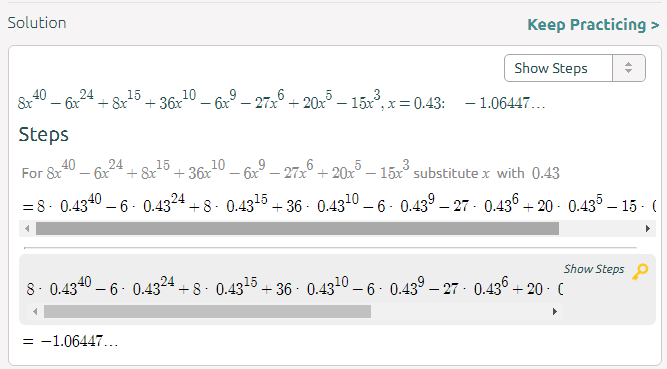 Solution
Keep Practicing >
Show Steps
8x^40 − 6x^24 + 8x^15 + 36x^10 − 6x^9 − 27x^6 + 20x^5 − 15x^3, x = 0.43: −1.06447...
Steps
For 8x^40 − 6x^24 + 8x^15 + 36x^10 − 6x^9 − 27x^6 + 20x^5 − 15x^3 substitute x with 0.43
= 8 · 0.43^40 − 6 · 0.43^24 + 8 · 0.43^15 + 36 · 0.43^10 − 6 · 0.43^9 − 27 · 0.43^6 + 20 · 0.43^5 − 15 ·
Show Steps
8 · 0.43^40 − 6 · 0.43^24 + 8 · 0.43^15 + 36 · 0.43^10 − 6 · 0.43^9 − 27 · 0.43^6 + 20 ·
= −1.06447...